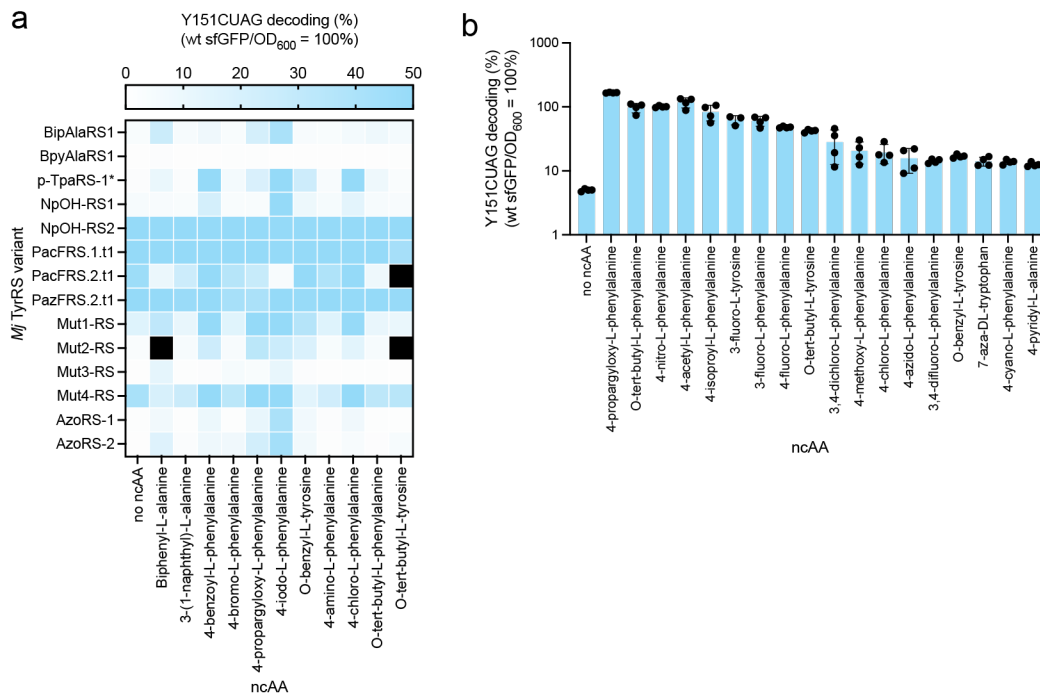 a
Y151CUAG decoding (%)
(wt sfGFP/OD600 = 100%)
0 10 20 30 40 50
Mj TyrRS variant
BipAlaRS1
BpyAlaRS1
p-TpaRS-1*
NpOH-RS1
NpOH-RS2
PacFRS.1.t1
PacFRS.2.t1
PazFRS.2.t1
Mut1-RS
Mut2-RS
Mut3-RS
Mut4-RS
AzoRS-1
AzoRS-2
no ncAA
Biphenyl-L-alanine
3-(1-naphthyl)-L-alanine
4-benzoyl-L-phenylalanine
4-bromo-L-phenylalanine
4-propargyloxy-L-phenylalanine
4-iodo-L-phenylalanine
O-benzyl-L-tyrosine
4-amino-L-phenylalanine
4-chloro-L-phenylalanine
O-tert-butyl-L-phenylalanine
O-tert-butyl-L-tyrosine
ncAA
b
Y151CUAG decoding (%)
(wt sfGFP/OD600 = 100%)
1000
100
10
1
no ncAA
4-propargyloxy-L-phenylalanine
O-tert-butyl-L-phenylalanine
4-nitro-L-phenylalanine
4-acetyl-L-phenylalanine
4-isoproyl-L-phenylalanine
3-fluoro-L-tyrosine
3-fluoro-L-phenylalanine
4-fluoro-L-phenylalanine
O-tert-butyl-L-tyrosine
3,4-dichloro-L-phenylalanine
4-methoxy-L-phenylalanine
4-chloro-L-phenylalanine
4-azido-L-phenylalanine
3,4-difluoro-L-phenylalanine
O-benzyl-L-tyrosine
7-aza-DL-tryptophan
4-cyano-L-phenylalanine
4-pyridyl-L-alanine
ncAA